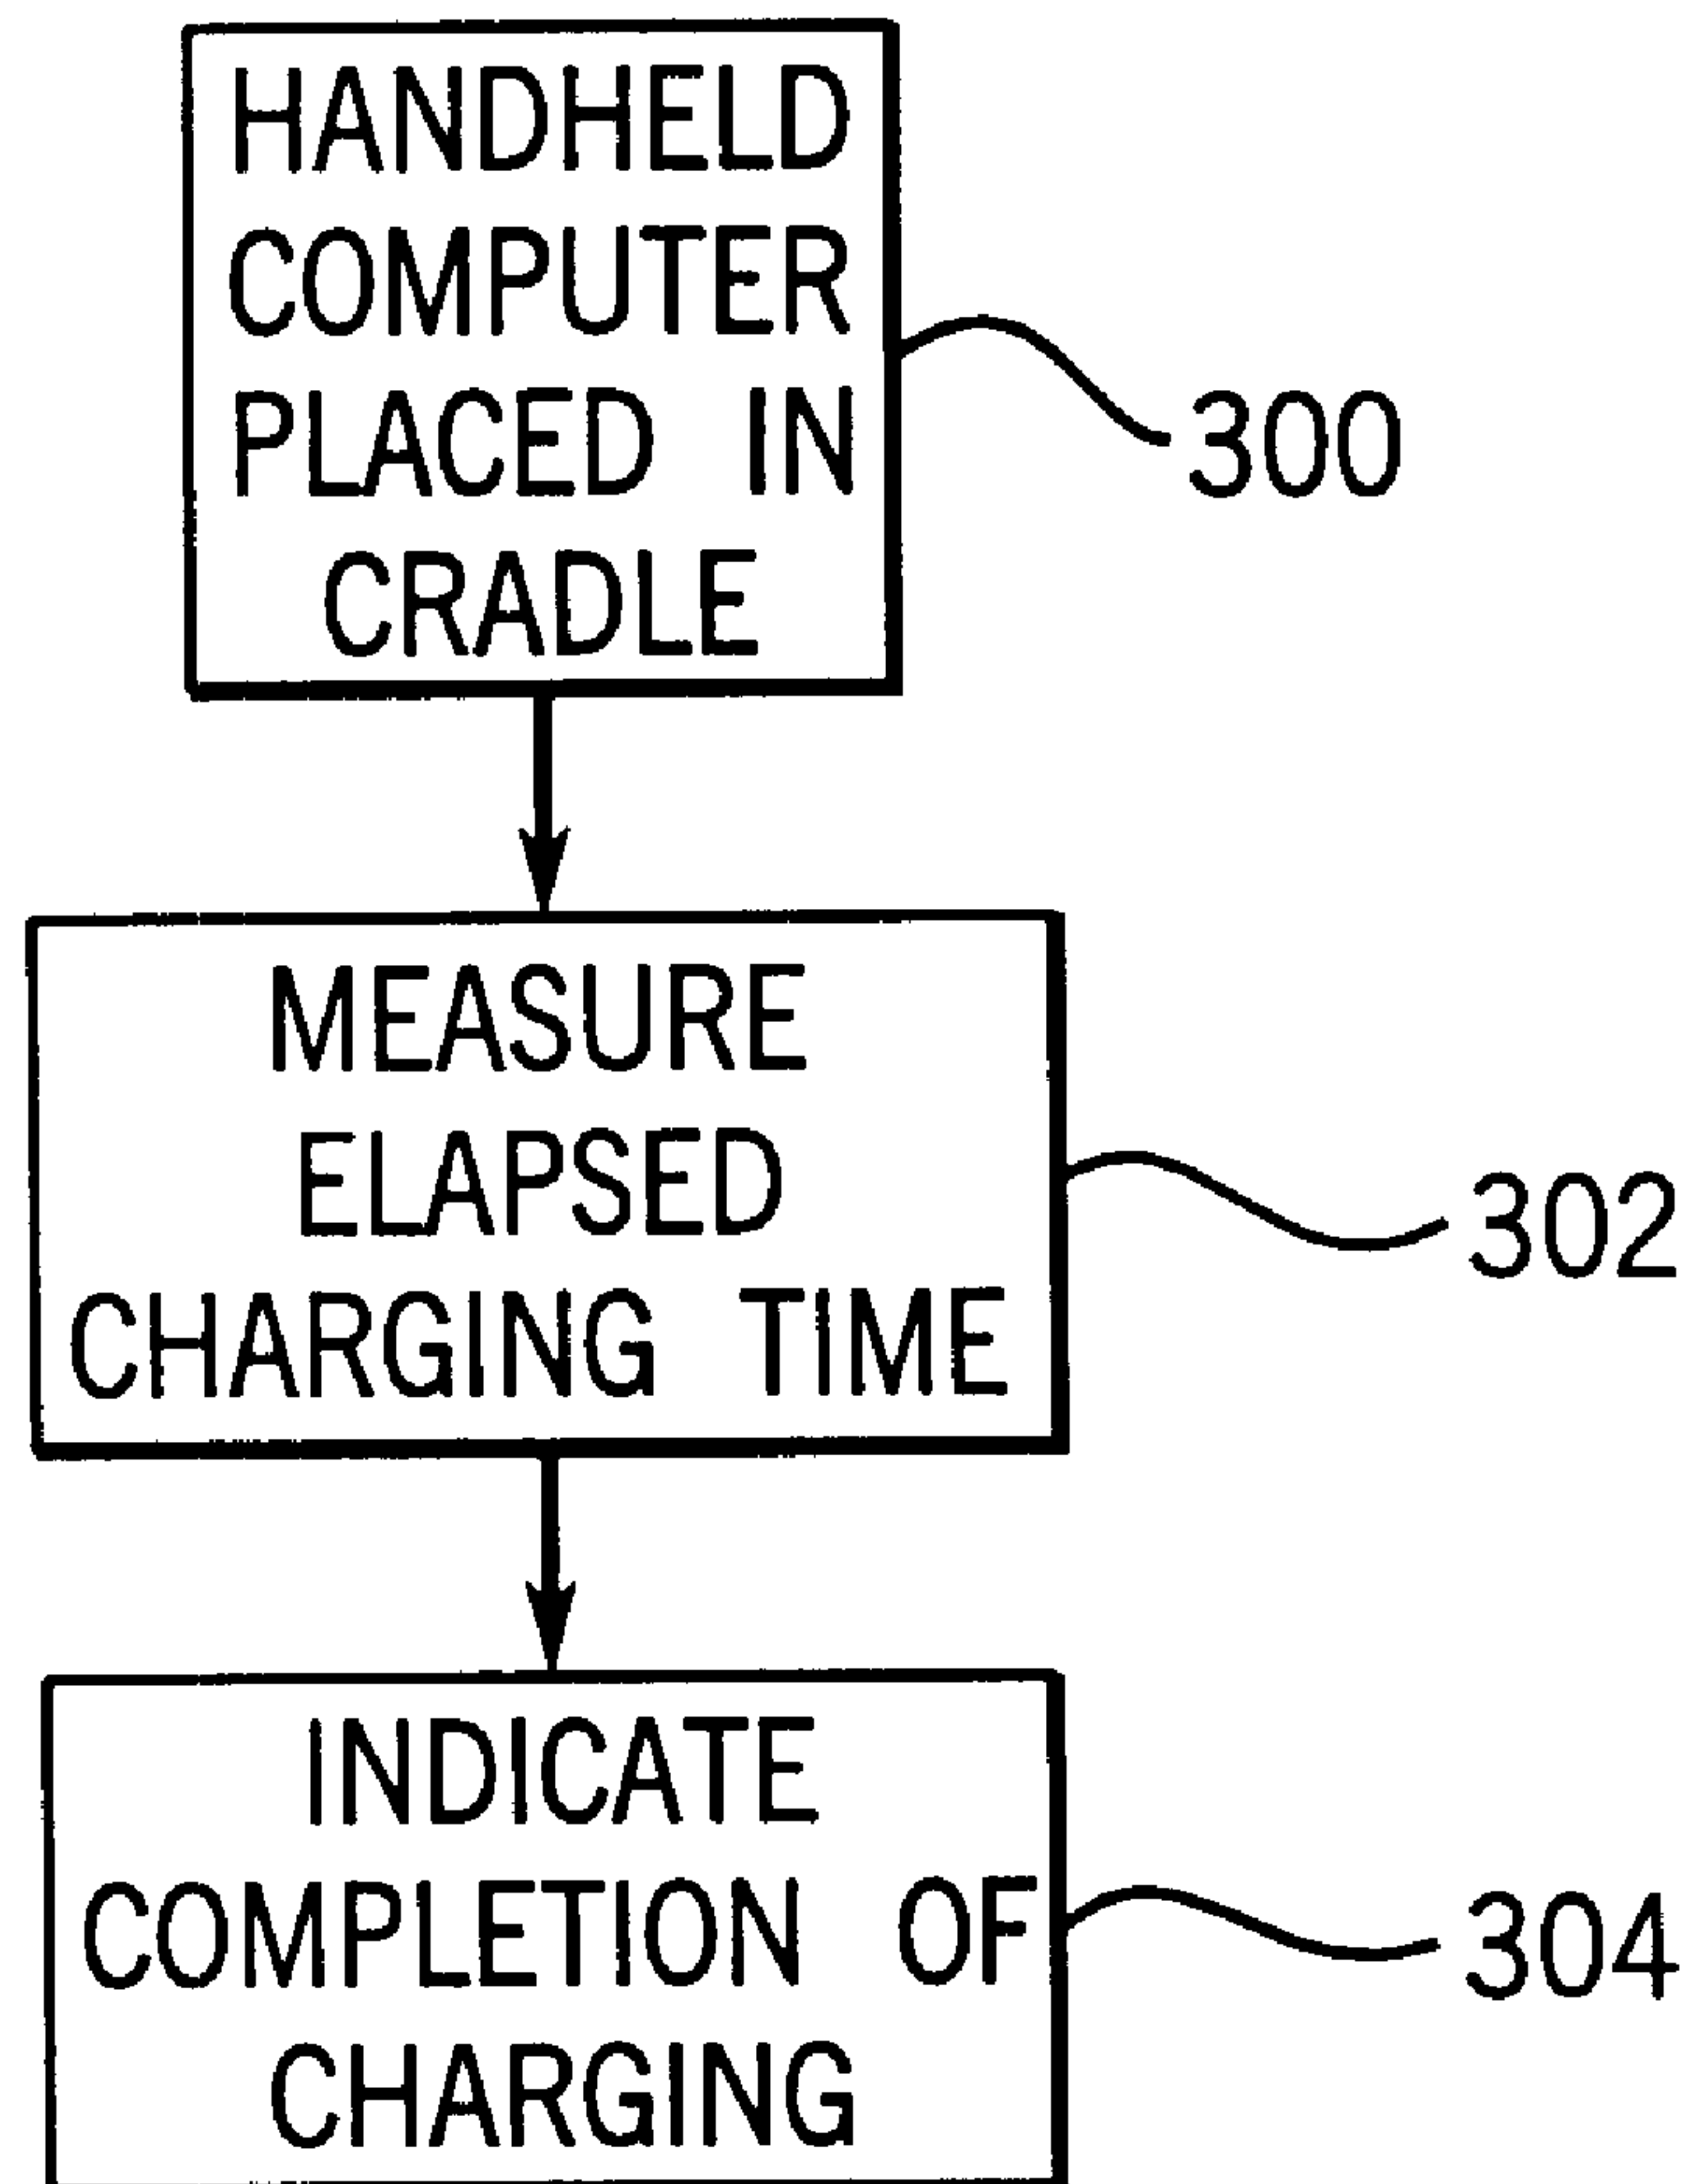 HANDHELD
COMPUTER
PLACED IN
CRADLE
300
MEASURE
ELAPSED
CHARGING TIME
302
INDICATE
COMPLETION OF
CHARGING
304